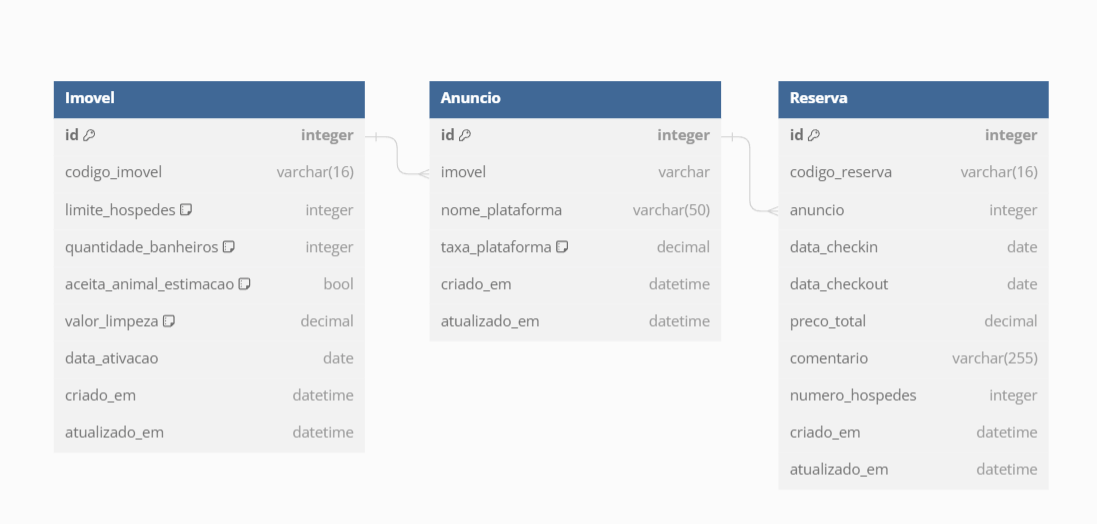 Imovel
id integer
codigo_imovel varchar(16)
limite_hospedes integer
quantidade_banheiros integer
aceita_animal_estimacao bool
valor_limpeza decimal
data_ativacao date
criado_em datetime
atualizado_em datetime
Anuncio
id integer
imovel varchar
nome_plataforma varchar(50)
taxa_plataforma decimal
criado_em datetime
atualizado_em datetime
Reserva
id integer
codigo_reserva varchar(16)
anuncio integer
data_checkin date
data_checkout date
preco_total decimal
comentario varchar(255)
numero_hospedes integer
criado_em datetime
atualizado_em datetime